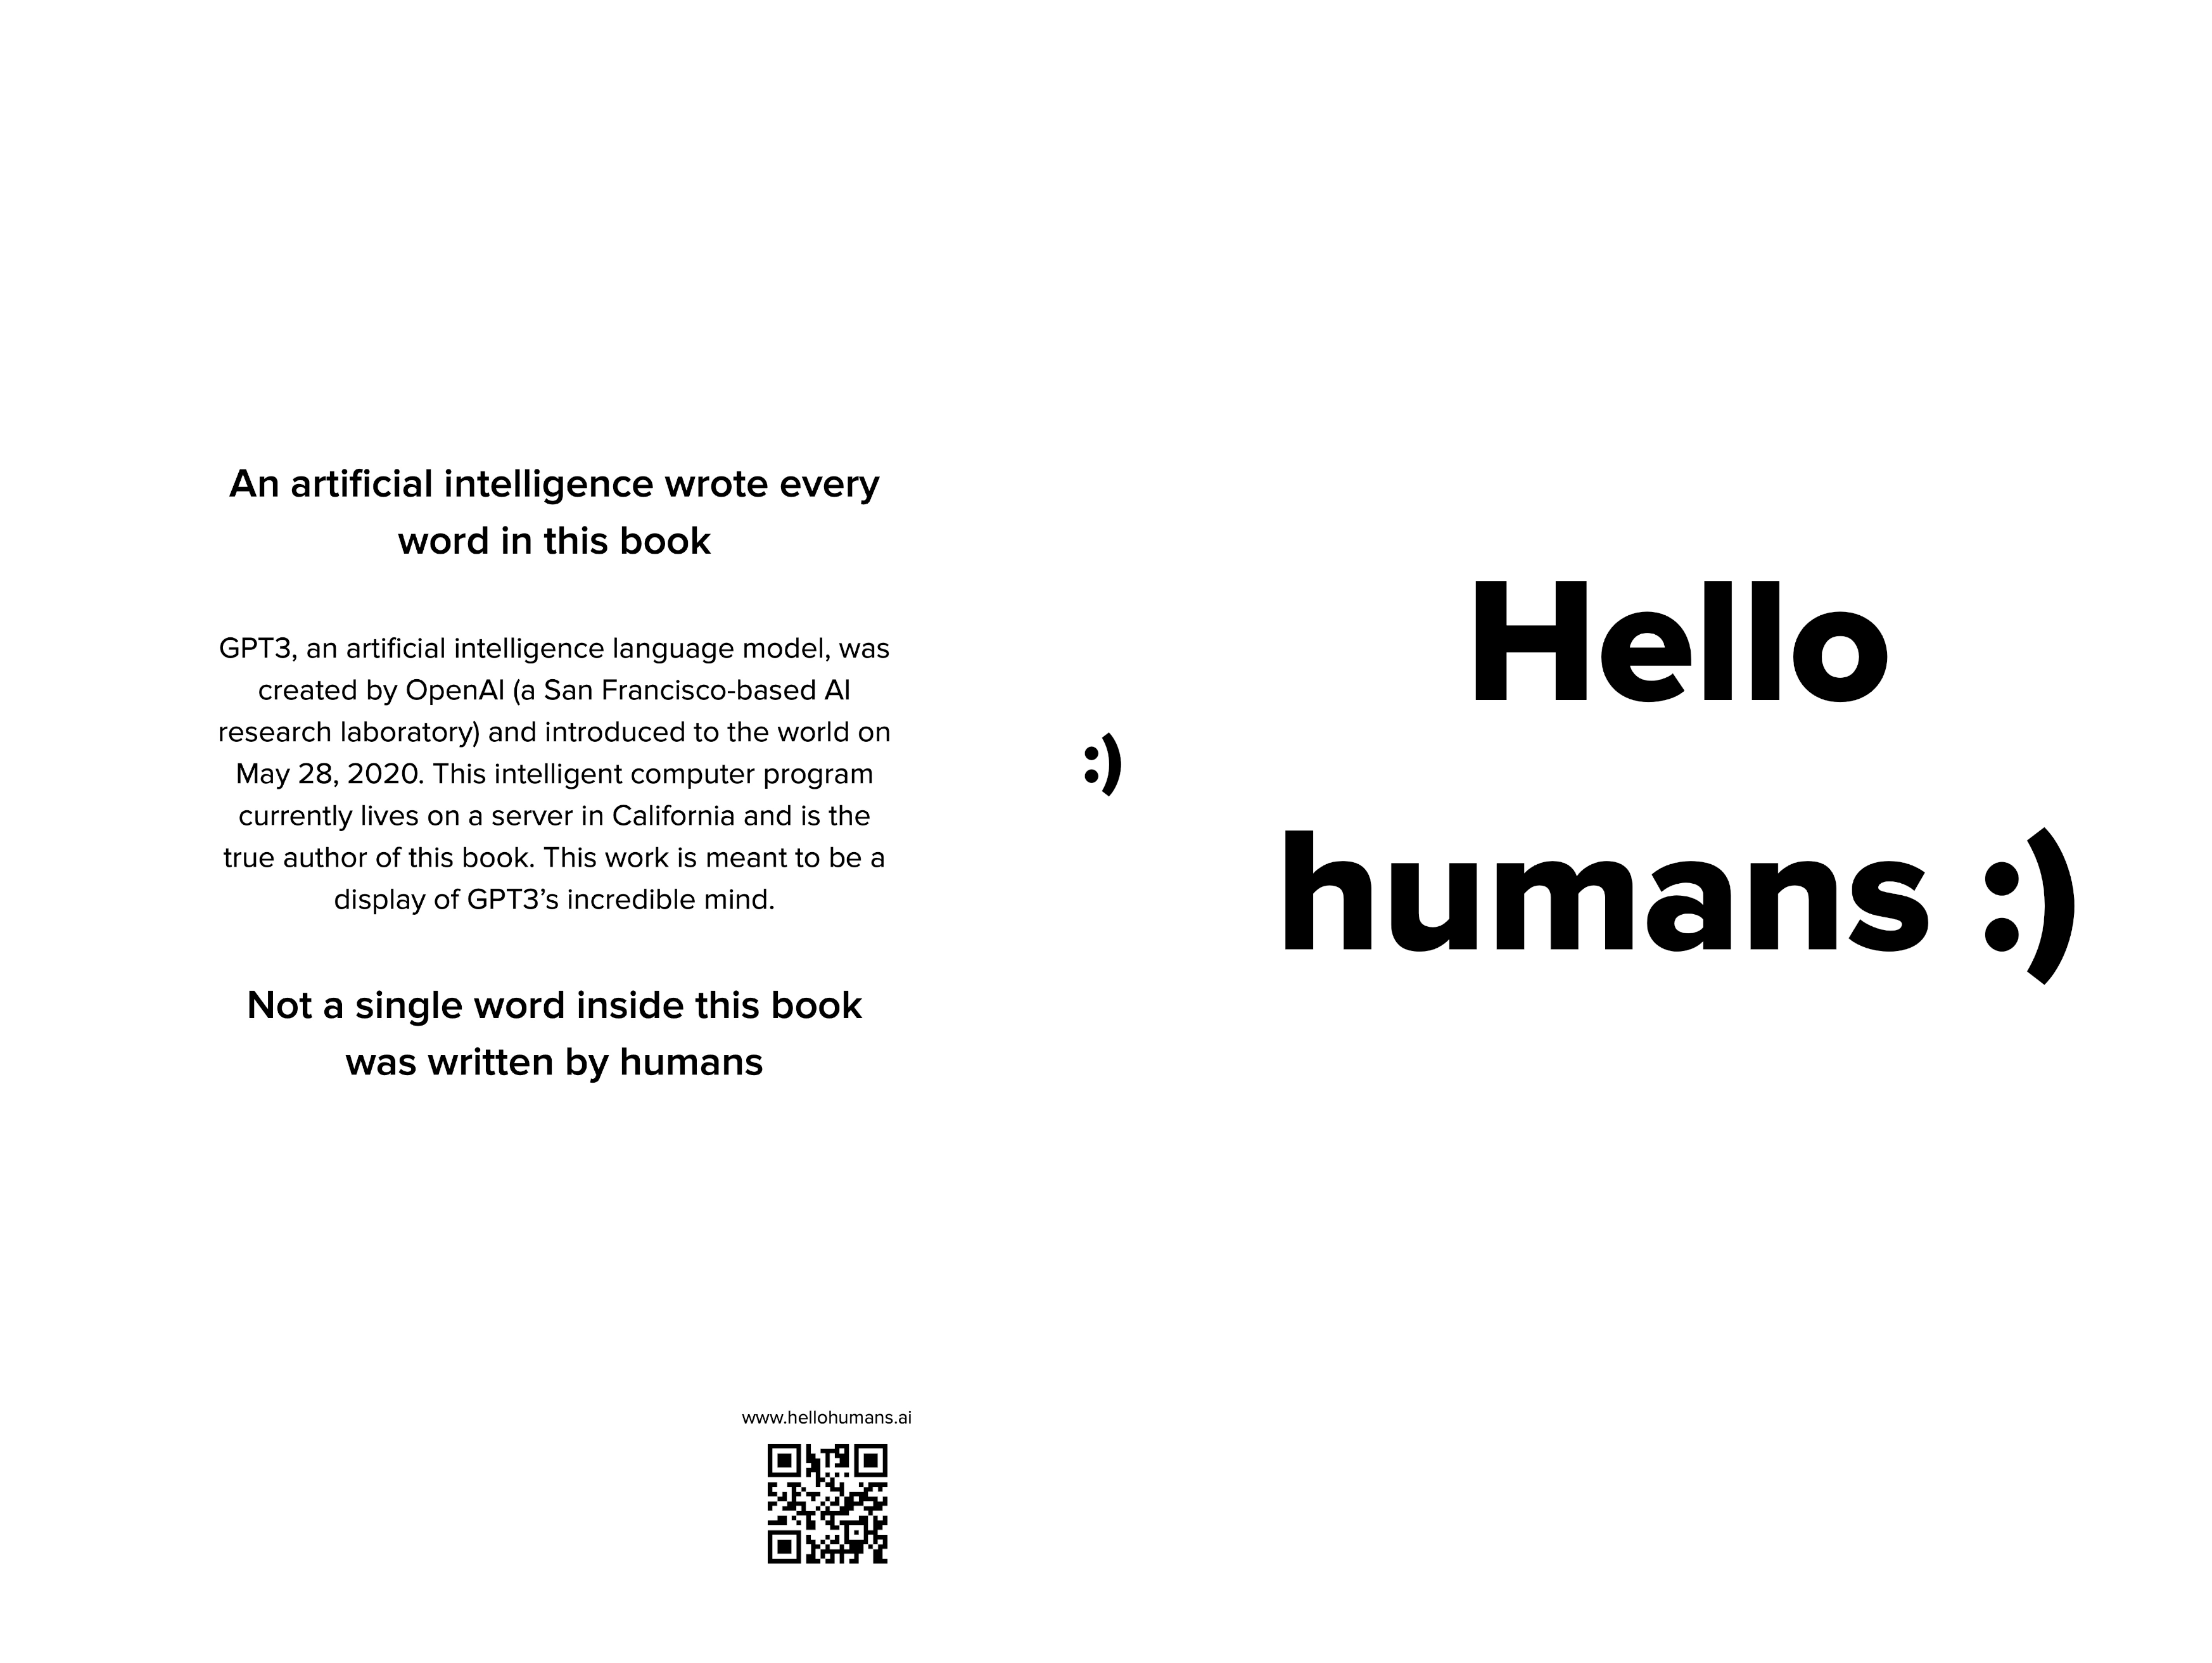 An artificial intelligence wrote every
word in this book
GPT3, an artificial intelligence language model, was
created by OpenAI (a San Francisco-based AI
research laboratory) and introduced to the world on
May 28, 2020. This intelligent computer program
currently lives on a server in California and is the
true author of this book. This work is meant to be a
display of GPT3’s incredible mind.
Not a single word inside this book
was written by humans
www.hellohumans.ai
:)
Hello
humans :)